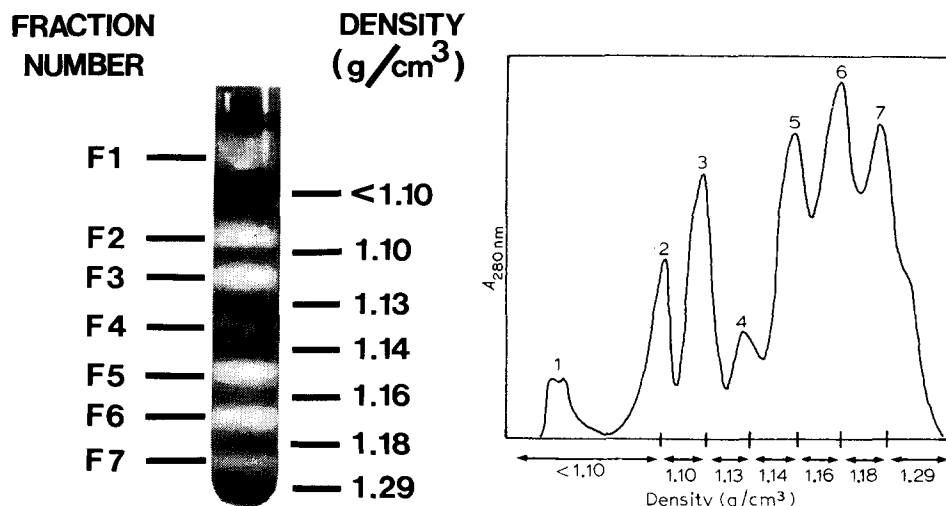 FRACTION
NUMBER
DENSITY
(g/cm³)
F1
<1.10
F2
1.10
F3
1.13
F4
1.14
F5
1.16
F6
1.18
F7
1.29
A280 nm
1
2
3
4
5
6
7
<1.10
1.10
1.13
1.14
1.16
1.18
1.29
Density (g/cm³)